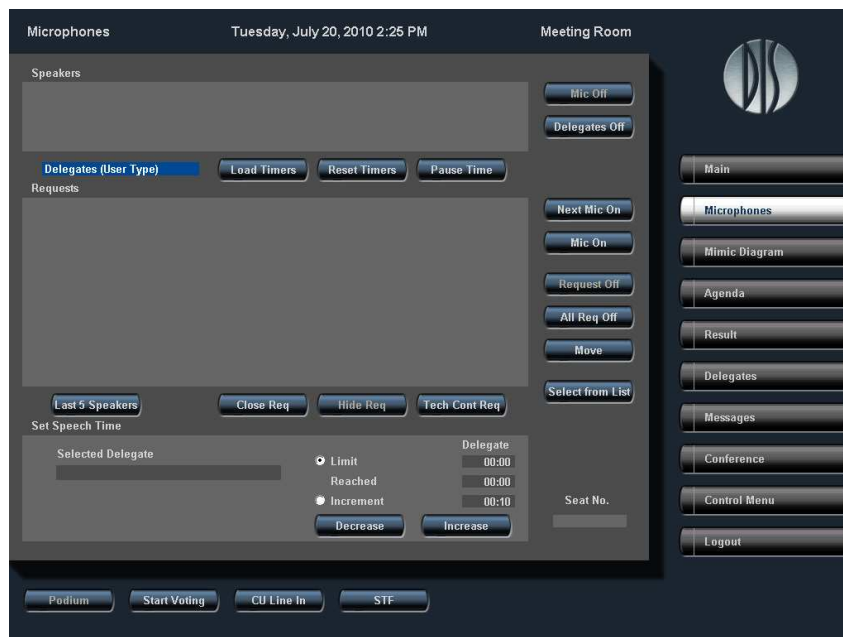 Microphones Tuesday, July 20, 2010 2:25 PM Meeting Room
DIS
Speakers
Mic Off
Delegates Off
Delegates (User Type) Load Timers Reset Timers Pause Time
Requests
Next Mic On
Mic On
Request Off
All Req Off
Move
Select from List
Last 5 Speakers Close Req Hide Req Tech Cont Req
Set Speech Time
Selected Delegate
Delegate
Limit 00:00
Reached 00:00
Increment 00:10
Decrease Increase
Seat No.
Main
Microphones
Mimic Diagram
Agenda
Result
Delegates
Messages
Conference
Control Menu
Logout
Podium Start Voting CU Line In STF